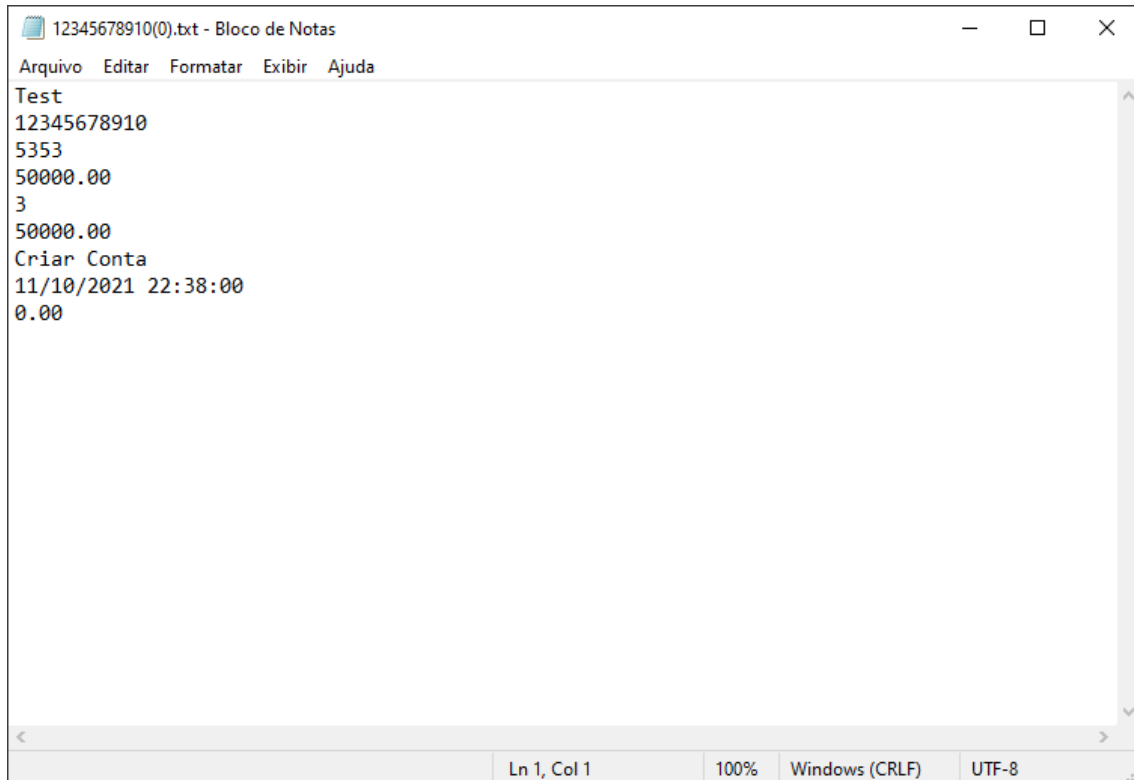 12345678910(0).txt - Bloco de Notas
Arquivo Editar Formatar Exibir Ajuda
Test
12345678910
5353
50000.00
3
50000.00
Criar Conta
11/10/2021 22:38:00
0.00
Ln 1, Col 1 100% Windows (CRLF) UTF-8